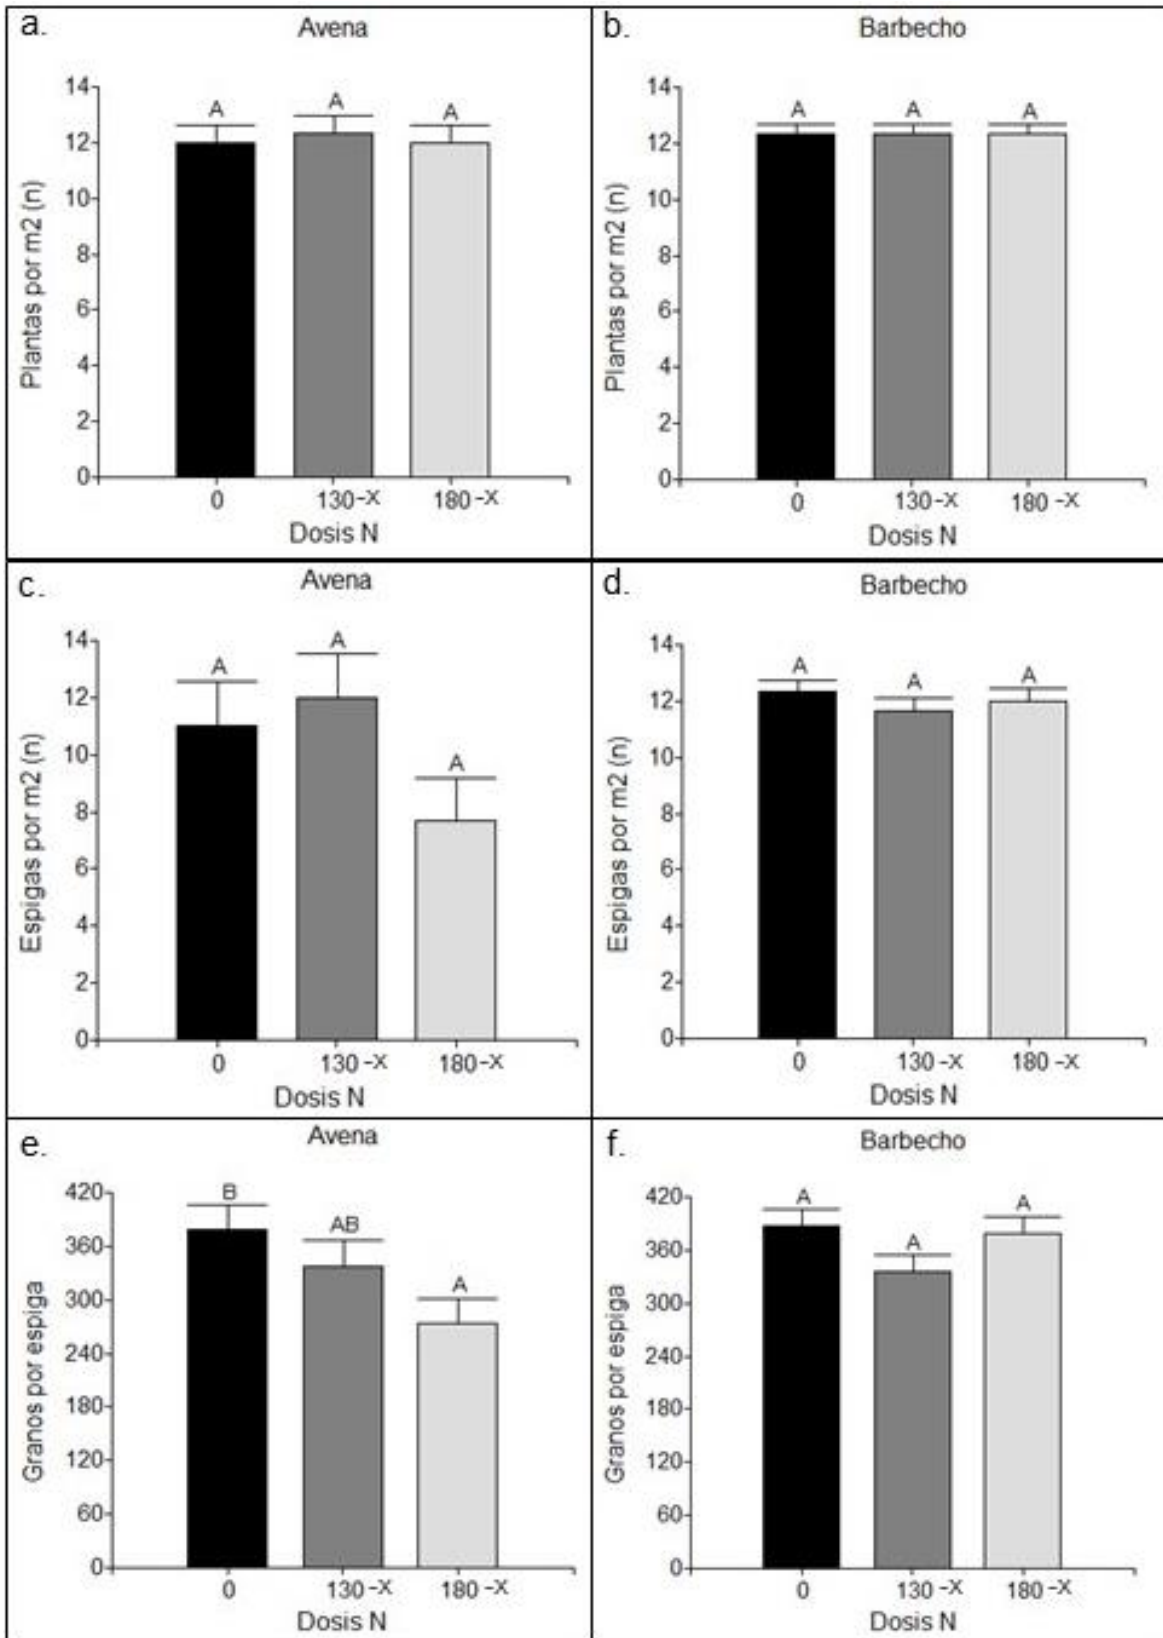 a.
Avena
Plantas por m2 (n)
14
12
10
8
6
4
2
0
A
A
A
0
130-X
180-X
Dosis N
b.
Barbecho
Plantas por m2 (n)
14
12
10
8
6
4
2
0
A
A
A
0
130-X
180-X
Dosis N
c.
Avena
Espigas por m2 (n)
14
12
10
8
6
4
2
0
A
A
A
0
130-X
180-X
Dosis N
d.
Barbecho
Espigas por m2 (n)
14
12
10
8
6
4
2
0
A
A
A
0
130-X
180-X
Dosis N
e.
Avena
Granos por espiga
420
360
300
240
180
120
60
0
B
AB
A
0
130-X
180-X
Dosis N
f.
Barbecho
Granos por espiga
420
360
300
240
180
120
60
0
A
A
A
0
130-X
180-X
Dosis N